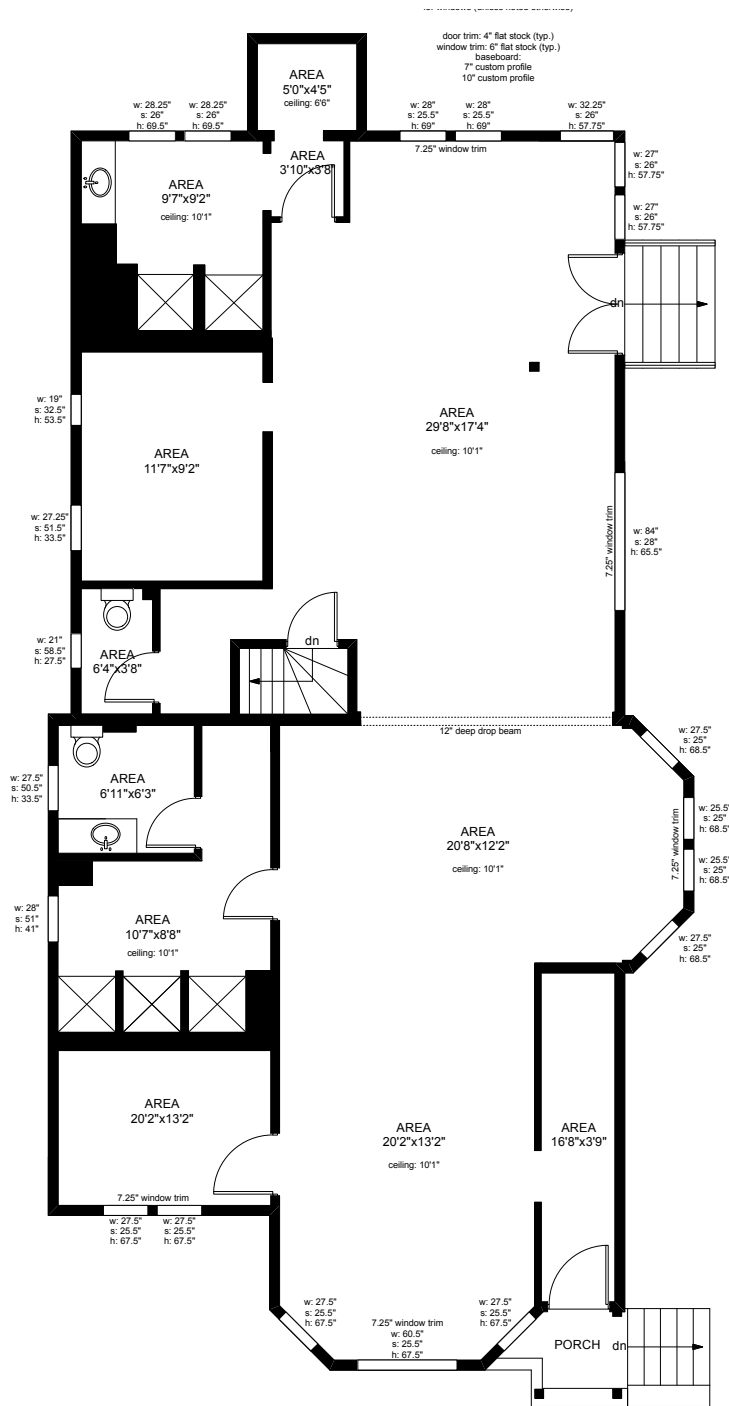 door trim: 4" flat stock (typ.)
window trim: 6" flat stock (typ.)
baseboard:
7" custom profile
10" custom profile
AREA
5'0"x4'5"
ceiling: 6'6"
w: 28.25"
s: 26"
h: 69.5"
w: 28.25"
s: 26"
h: 69.5"
w: 28"
s: 25.5"
h: 69"
w: 28"
s: 25.5"
h: 69"
w: 32.25"
s: 26"
h: 57.75"
7.25" window trim
AREA
3'10"x3'8"
w: 27"
s: 26"
h: 57.75"
AREA
9'7"x9'2"
ceiling: 10'1"
w: 27"
s: 26"
h: 57.75"
dn
w: 19"
s: 32.5"
h: 53.5"
AREA
29'8"x17'4"
ceiling: 10'1"
AREA
11'7"x9'2"
w: 27.25"
s: 51.5"
h: 33.5"
7.25" window trim
w: 84"
s: 28"
h: 65.5"
w: 21"
s: 58.5"
h: 27.5"
AREA
6'4"x3'8"
dn
12" deep drop beam
w: 27.5"
s: 25"
h: 68.5"
w: 27.5"
s: 50.5"
h: 33.5"
AREA
6'11"x6'3"
AREA
20'8"x12'2"
ceiling: 10'1"
7.25" window trim
w: 25.5"
s: 25"
h: 68.5"
w: 25.5"
s: 25"
h: 68.5"
w: 28"
s: 51"
h: 41"
AREA
10'7"x8'8"
ceiling: 10'1"
w: 27.5"
s: 25"
h: 68.5"
AREA
20'2"x13'2"
AREA
20'2"x13'2"
ceiling: 10'1"
AREA
16'8"x3'9"
7.25" window trim
w: 27.5"
s: 25.5"
h: 67.5"
w: 27.5"
s: 25.5"
h: 67.5"
w: 27.5"
s: 25.5"
h: 67.5"
7.25" window trim
w: 60.5"
s: 25.5"
h: 67.5"
w: 27.5"
s: 25.5"
h: 67.5"
PORCH
dn